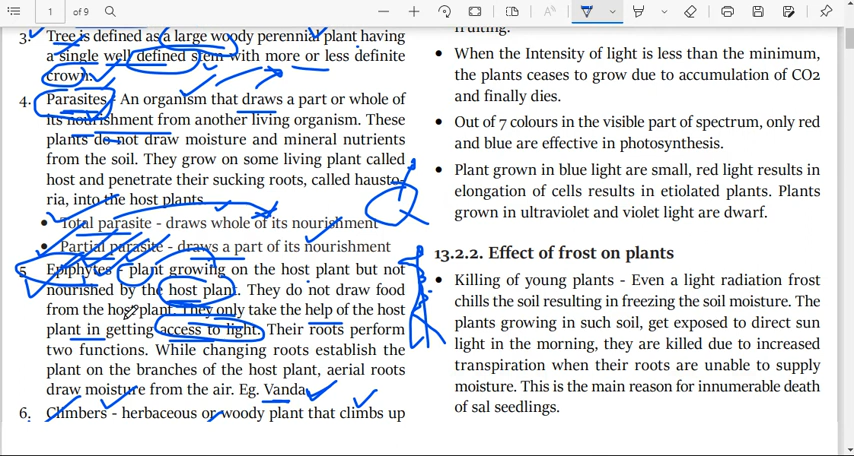 1 of 9
3. Tree is defined as a large woody perennial plant having
a single well defined stem with more or less definite
crown.
4. Parasites - An organism that draws a part or whole of
its nourishment from another living organism. These
plants do not draw moisture and mineral nutrients
from the soil. They grow on some living plant called
host and penetrate their sucking roots, called hausto-
ria, into the host plants.
• Total parasite - draws whole of its nourishment
• Partial parasite - draws a part of its nourishment
5. Epiphytes - plant growing on the host plant but not
nourished by the host plant. They do not draw food
from the host plant. They only take the help of the host
plant in getting access to light. Their roots perform
two functions. While changing roots establish the
plant on the branches of the host plant, aerial roots
draw moisture from the air. Eg. Vanda
6. Climbers - herbaceous or woody plant that climbs up
fruiting.
• When the Intensity of light is less than the minimum,
the plants ceases to grow due to accumulation of CO2
and finally dies.
• Out of 7 colours in the visible part of spectrum, only red
and blue are effective in photosynthesis.
• Plant grown in blue light are small, red light results in
elongation of cells results in etiolated plants. Plants
grown in ultraviolet and violet light are dwarf.
13.2.2. Effect of frost on plants
• Killing of young plants - Even a light radiation frost
chills the soil resulting in freezing the soil moisture. The
plants growing in such soil, get exposed to direct sun
light in the morning, they are killed due to increased
transpiration when their roots are unable to supply
moisture. This is the main reason for innumerable death
of sal seedlings.